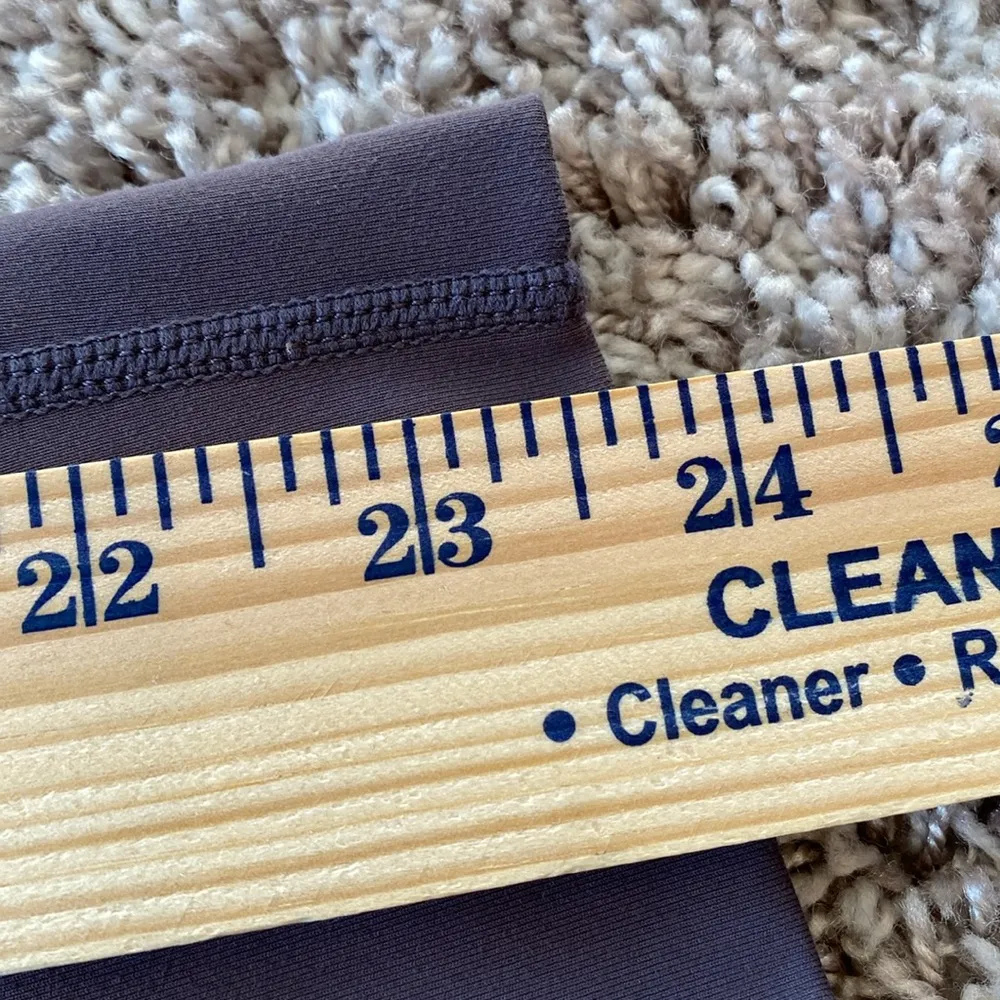 22 23 24
CLEAN
• Cleaner • R